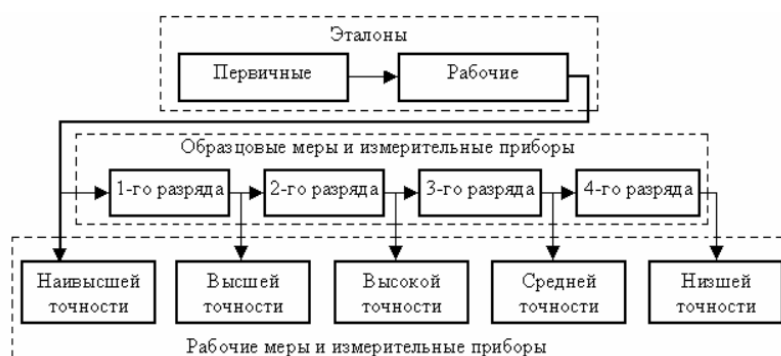 Эталоны
Первичные
Рабочие
Образцовые меры и измерительные приборы
1-го разряда
2-го разряда
3-го разряда
4-го разряда
Наивысшей
точности
Высшей
точности
Высокой
точности
Средней
точности
Низшей
точности
Рабочие меры и измерительные приборы